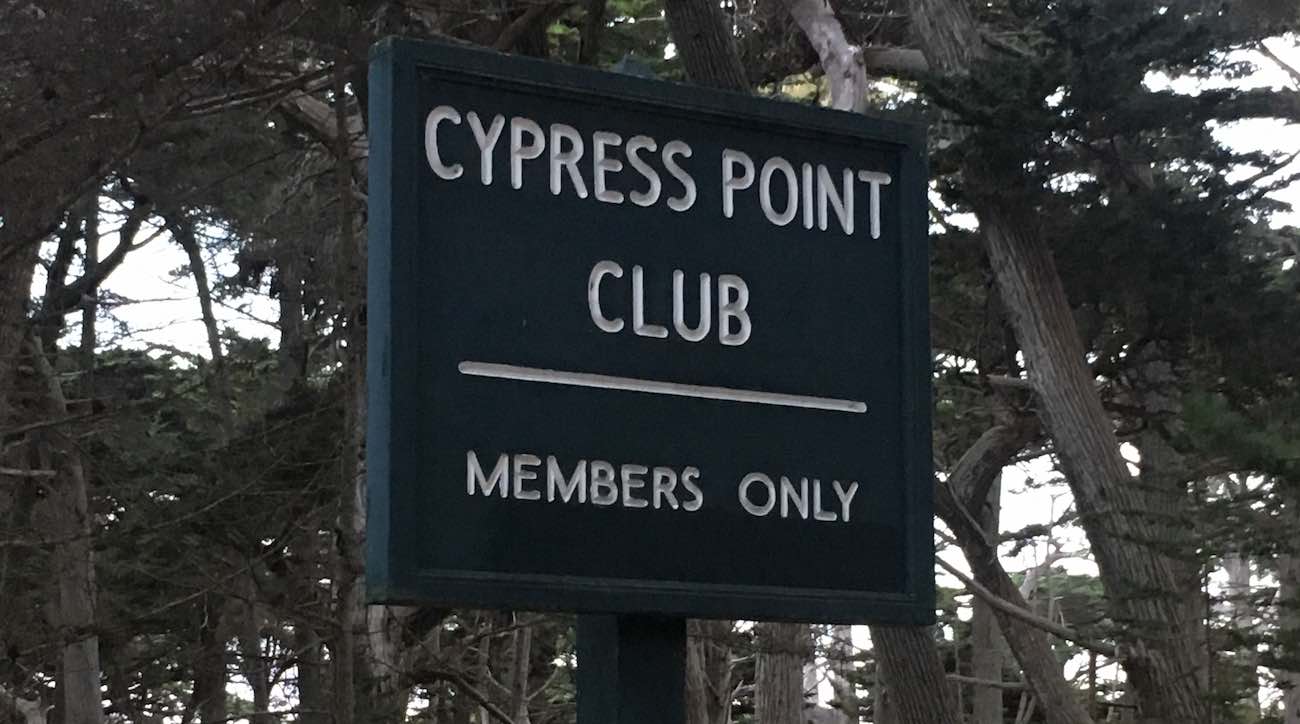 CYPRESS POINT
CLUB
MEMBERS ONLY